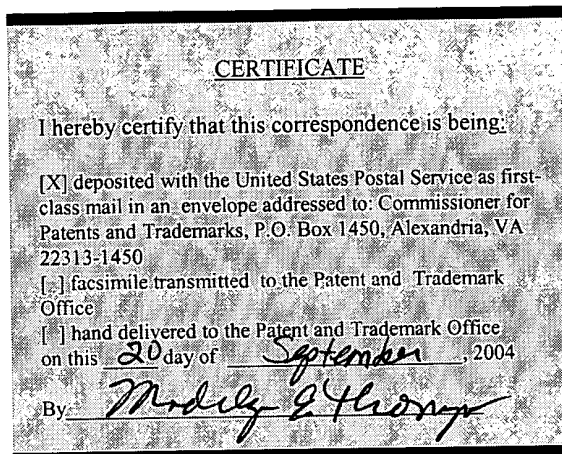 CERTIFICATE
I hereby certify that this correspondence is being:
[X] deposited with the United States Postal Service as first-
class mail in an envelope addressed to: Commissioner for
Patents and Trademarks, P.O. Box 1450, Alexandria, VA
22313-1450
[ ] facsimile transmitted to the Patent and Trademark
Office
[ ] hand delivered to the Patent and Trademark Office
on this 20 day of September, 2004
By: